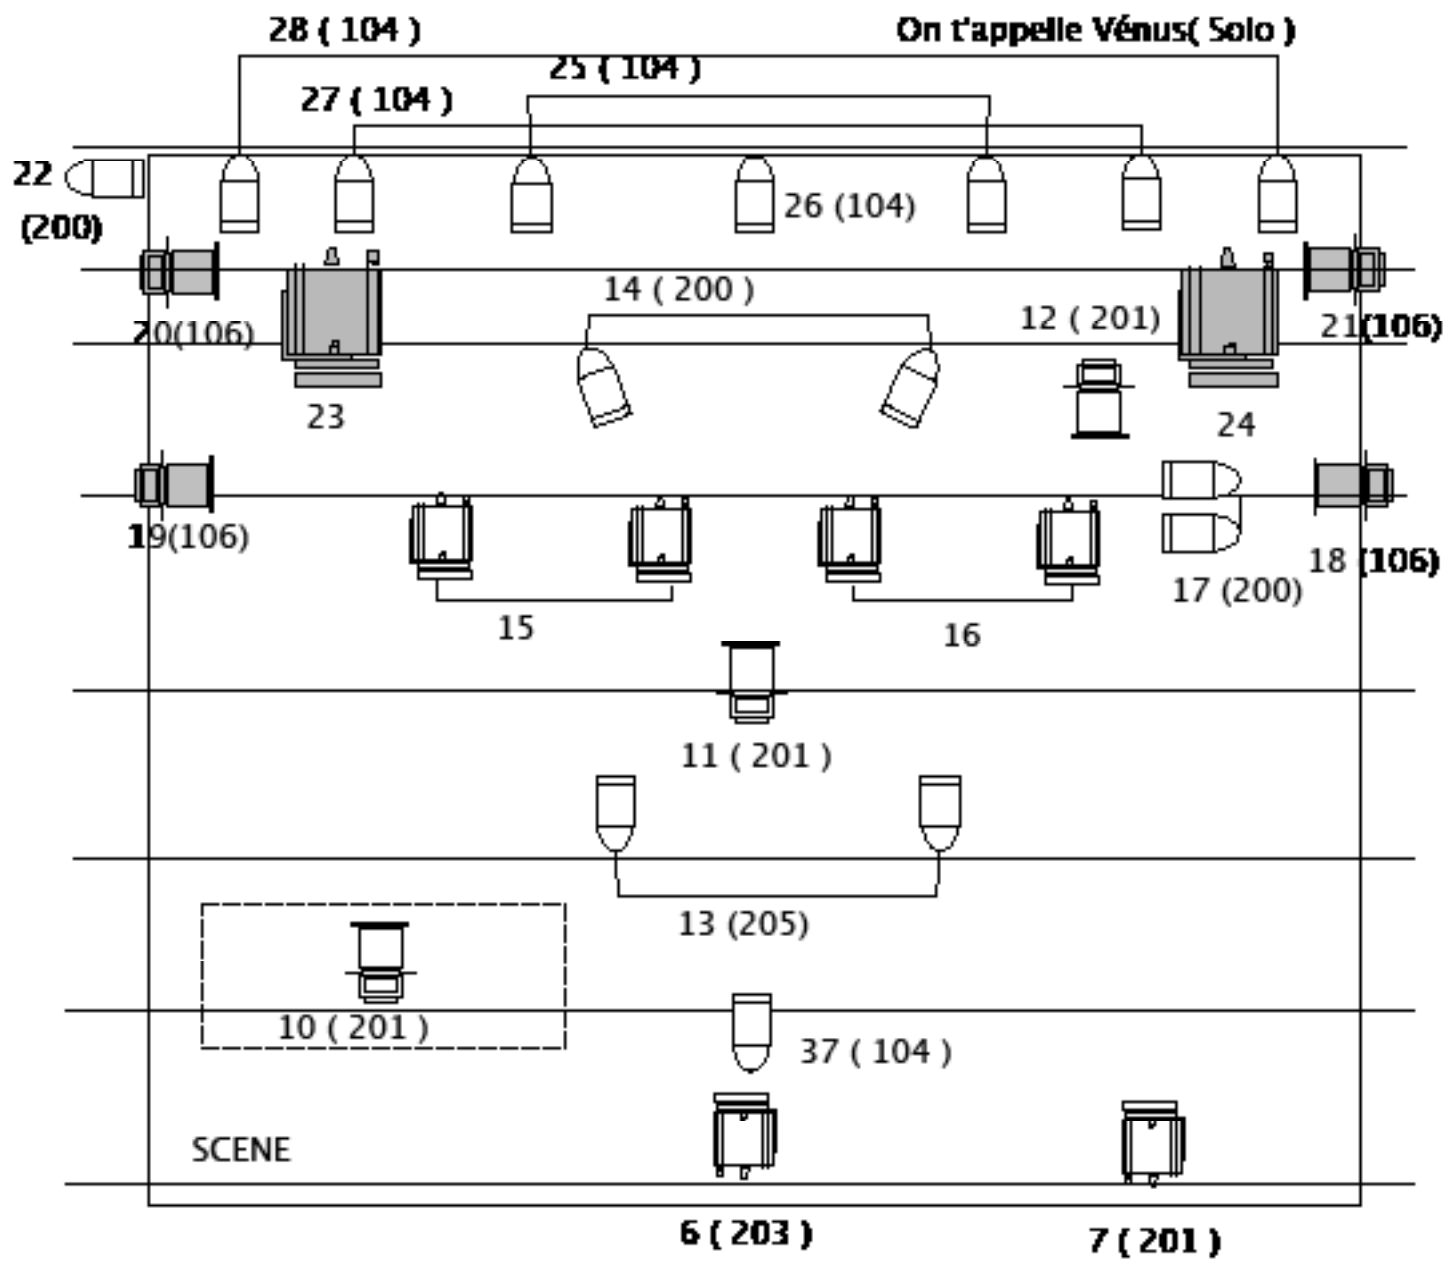 28 ( 104 )
On t'appelle Vénus( Solo )
25 ( 104 )
27 ( 104 )
22
(200)
26 (104)
14 ( 200 )
12 ( 201)
20(106)
21(106)
23
24
19(106)
18 (106)
17 (200)
15
16
11 ( 201 )
13 (205)
10 ( 201 )
37 ( 104 )
SCENE
6 ( 203 )
7 ( 201 )